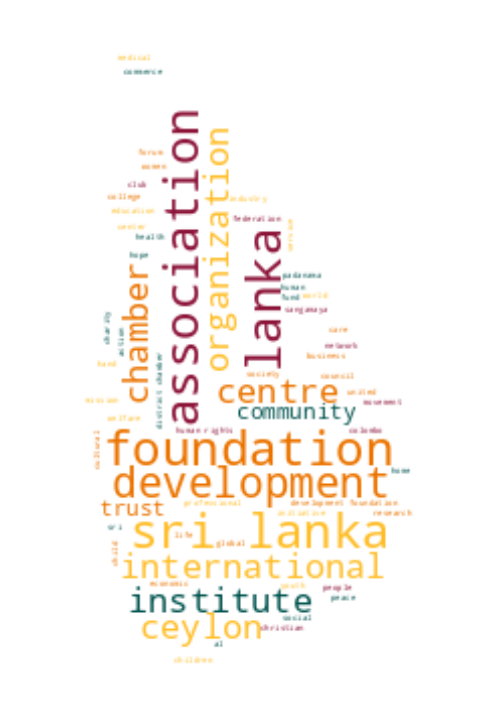 medical
commerce
association
organization
forum
women
club
college
industry
education
federation
center
service
health
lanka
hope
chamber
padanama
human
fund
world
sangamaya
charity
action
care
network
district chamber
business
hand
society
council
centre
united
mission
movement
community
welfare
human rights
colombo
foundation
cultural
home
development
trust
professional
development foundation
initiative
research
sri lanka
sri
life
global
child
international
economic
youth
people
institute
peace
social
ceylon
christian
al
children